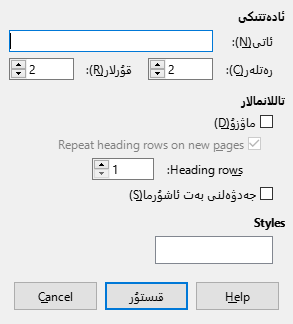 ئادەتتىكى
ئاتى(N):
رەتلەر(C): 2 قۇرلار(R): 2
تاللانمالار
ماۋزۇ(D)
Repeat heading rows on new pages
Heading rows: 1
جەدۋەلنى بەت ئاشۇرما(S)
Styles
Help قىستۇر Cancel